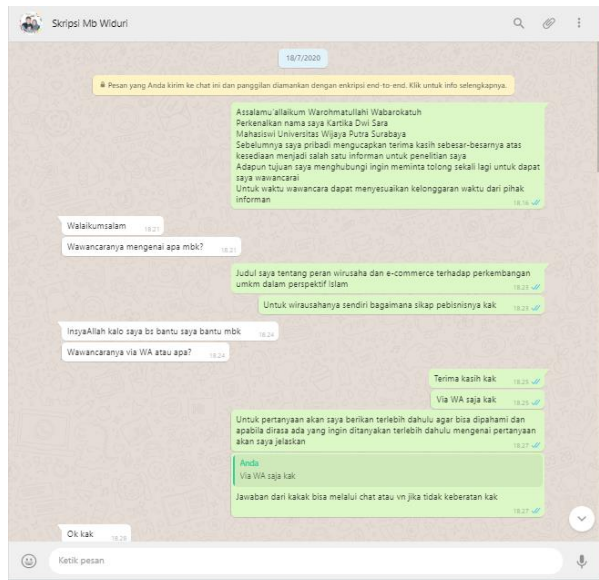 Skripsi Mb Widuri
18/7/2020
Pesan yang Anda kirim ke chat ini dan panggilan diamankan dengan enkripsi end-to-end. Klik untuk info selengkapnya.
Assalamu'allaikum Warohmatullahi Wabarokatuh
Perkenalkan nama saya Kartika Dwi Sara
Mahasiswi Universitas Wijaya Putra Surabaya
Sebelumnya saya pribadi mengucapkan terima kasih sebesar-besarnya atas
kesediaan menjadi salah satu informan untuk penelitian saya
Adapun tujuan saya menghubungi ingin meminta tolong sekali lagi untuk dapat
saya wawancarai
Untuk waktu wawancara dapat menyesuaikan kelonggaran waktu dari pihak
informan
18.16
Walaikumsalam 18.21
Wawancaranya mengenai apa mbk? 18.21
Judul saya tentang peran wirusaha dan e-commerce terhadap perkembangan
umkm dalam perspektif Islam 18.23
Untuk wirausahanya sendiri bagaimana sikap pebisnisnya kak 18.23
InsyaAllah kalo saya bs bantu saya bantu mbk 18.24
Wawancaranya via WA atau apa? 18.24
Terima kasih kak 18.25
Via WA saja kak 18.25
Untuk pertanyaan akan saya berikan terlebih dahulu agar bisa dipahami dan
apabila dirasa ada yang ingin ditanyakan terlebih dahulu mengenai pertanyaan
akan saya jelaskan 18.27
Anda
Via WA saja kak
Jawaban dari kakak bisa melalui chat atau vn jika tidak keberatan kak
18.27
Ok kak 18.28
Ketik pesan